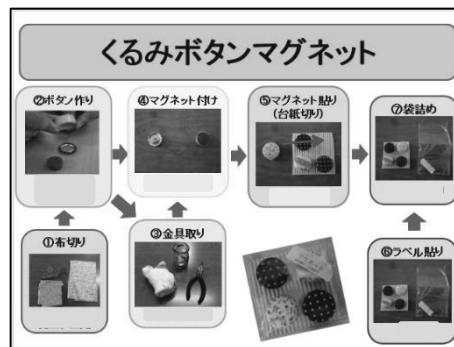 くるみボタンマグネット
②ボタン作り
④マグネット付け
⑤マグネット貼り
(台紙切り)
⑦袋詰め
①布切り
③金具取り
⑥ラベル貼り